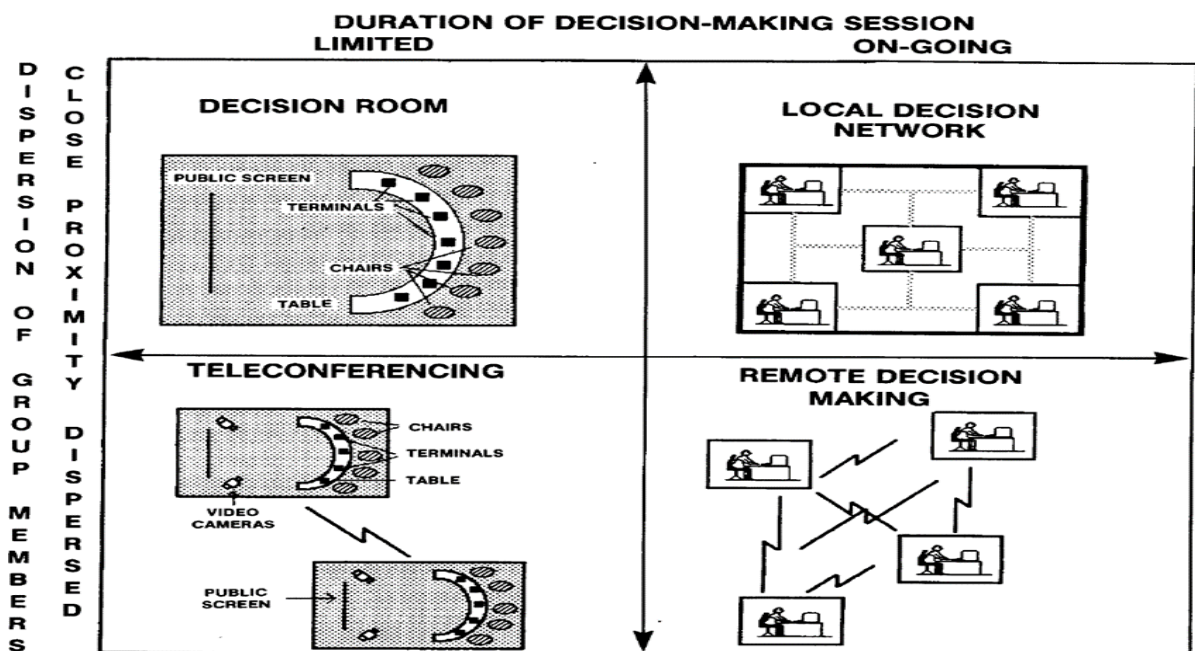 DURATION OF DECISION-MAKING SESSION
LIMITED
ON-GOING
DISPERSION OF GROUP MEMBERS
CLOSE PROXIMITY
DISPERSED
DECISION ROOM
PUBLIC SCREEN
TERMINALS
CHAIRS
TABLE
LOCAL DECISION
NETWORK
TELECONFERENCING
CHAIRS
TERMINALS
TABLE
VIDEO
CAMERAS
PUBLIC
SCREEN
REMOTE DECISION
MAKING